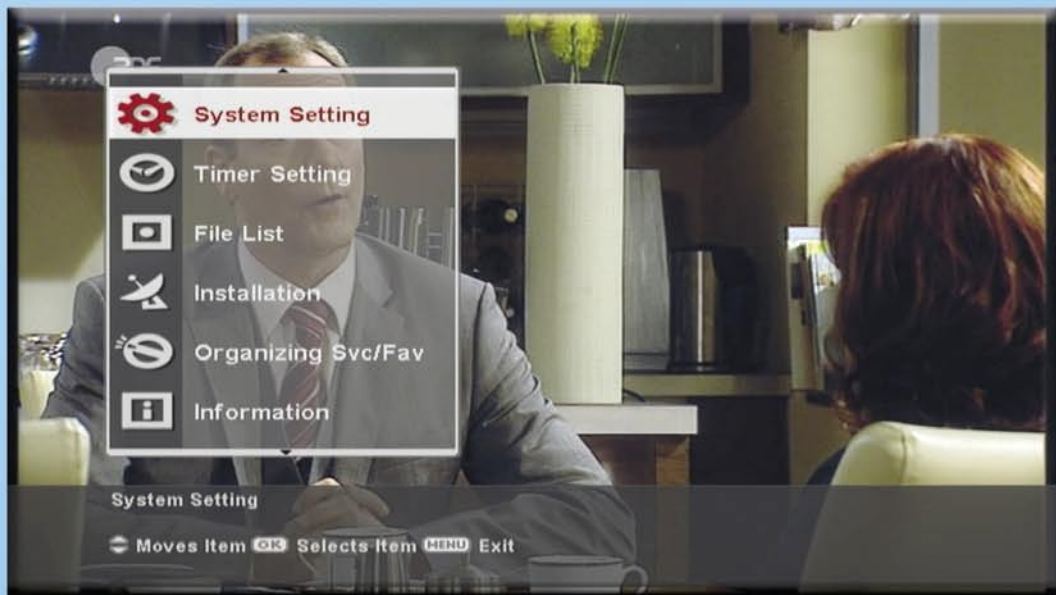 ZDF
System Setting
Timer Setting
File List
Installation
Organizing Svc/Fav
Information
System Setting
Moves Item OK Selects Item MENU Exit